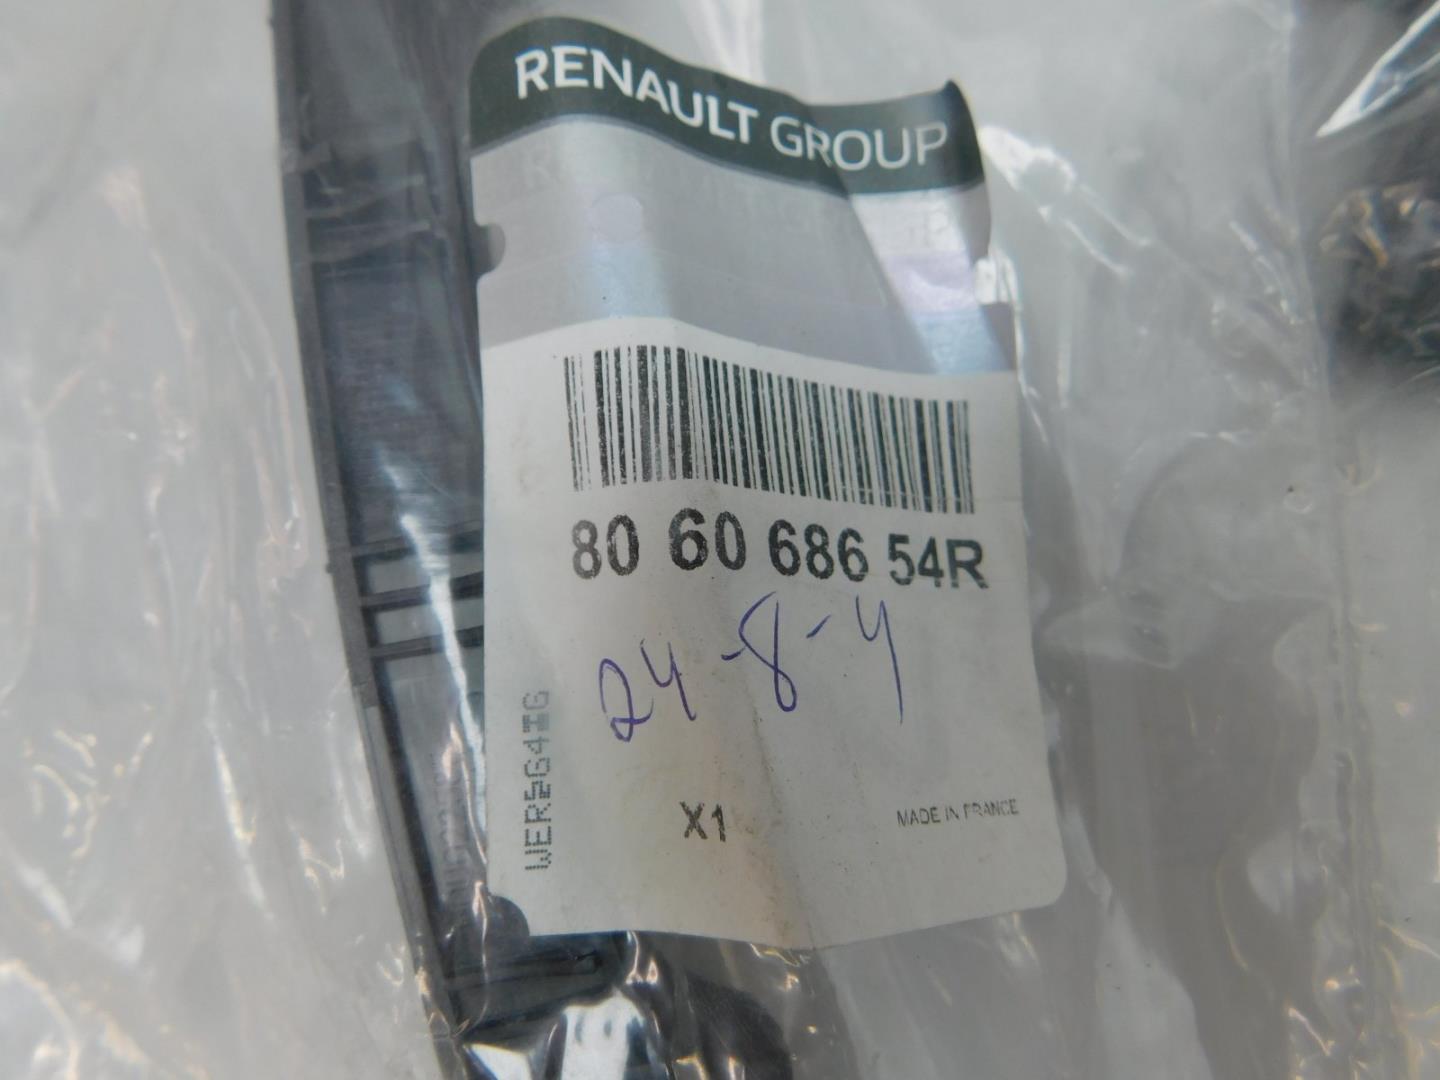 RENAULT GROUP
80 60 686 54R
24-8-4
X1
MADE IN FRANCE